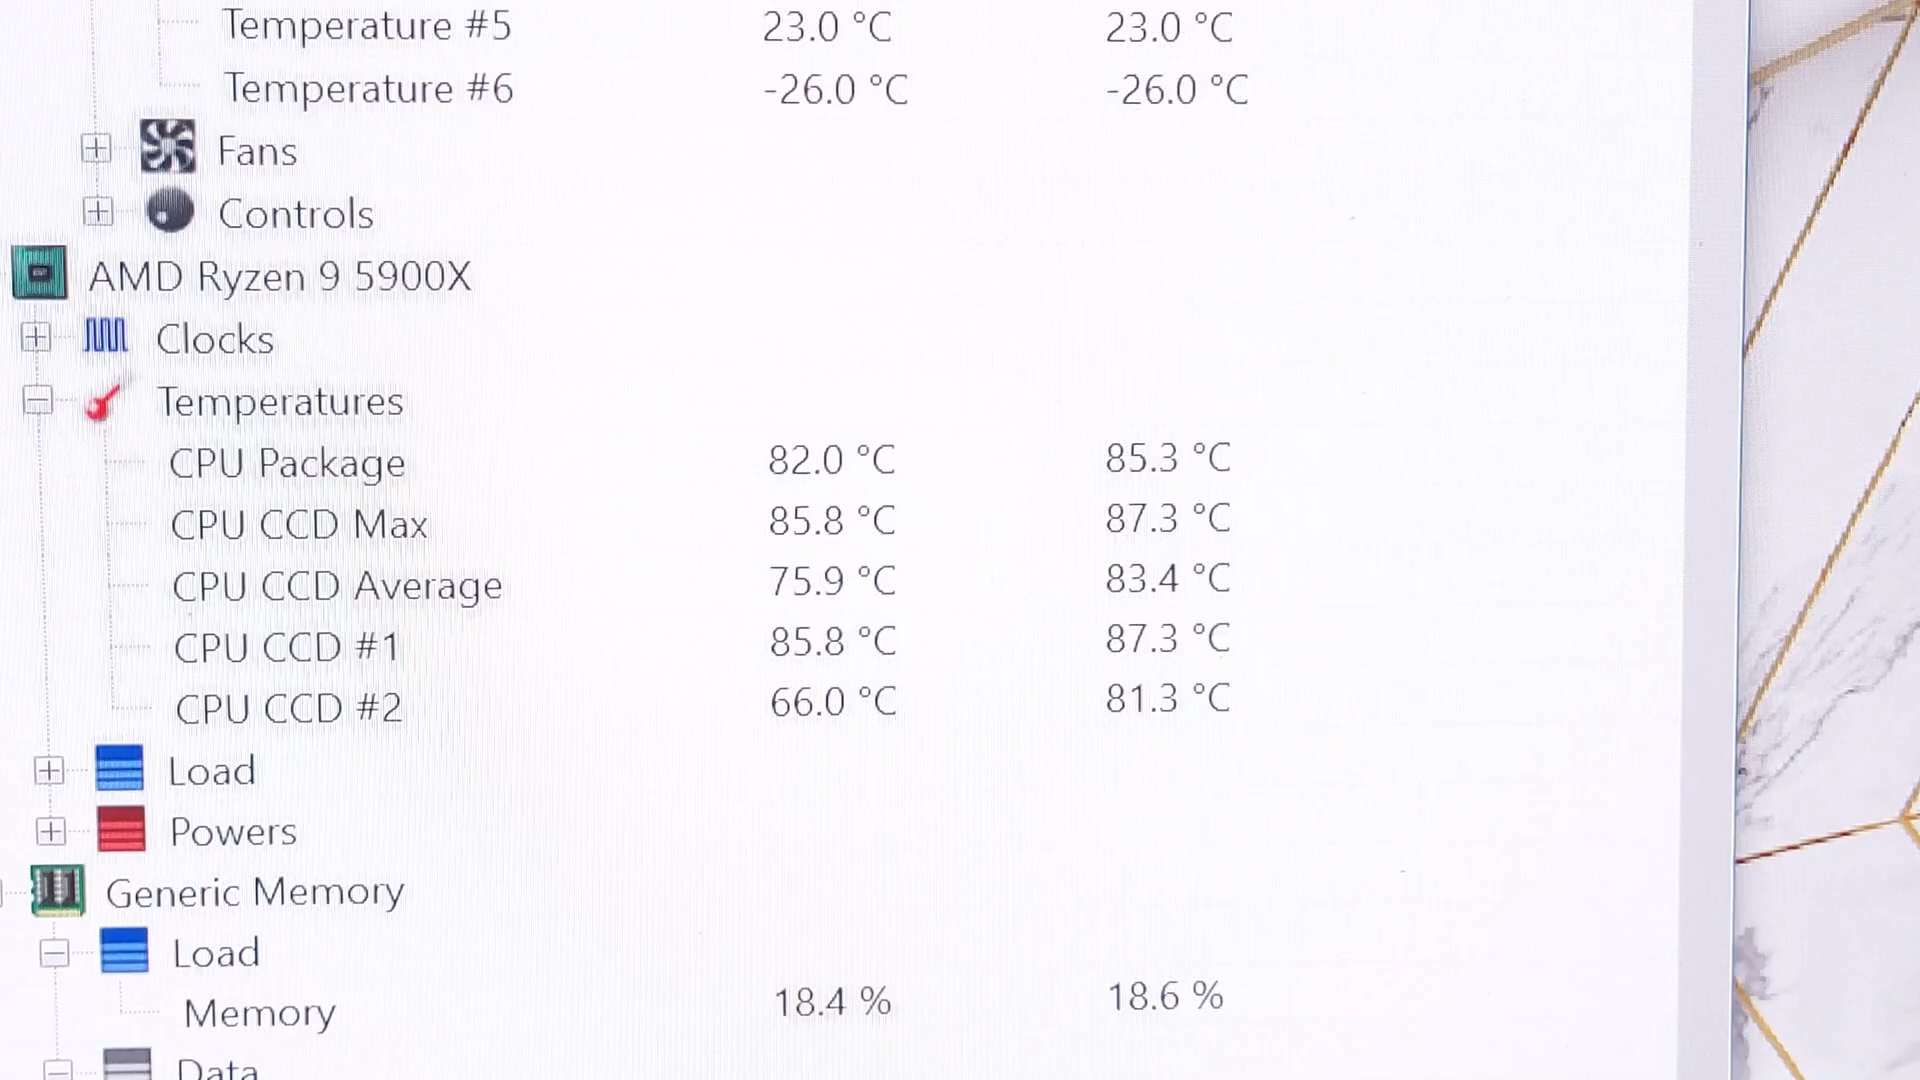 Temperature #5 23.0 °C 23.0 °C
Temperature #6 -26.0 °C -26.0 °C
Fans
Controls
AMD Ryzen 9 5900X
Clocks
Temperatures
CPU Package 82.0 °C 85.3 °C
CPU CCD Max 85.8 °C 87.3 °C
CPU CCD Average 75.9 °C 83.4 °C
CPU CCD #1 85.8 °C 87.3 °C
CPU CCD #2 66.0 °C 81.3 °C
Load
Powers
Generic Memory
Load
Memory 18.4 % 18.6 %
Data